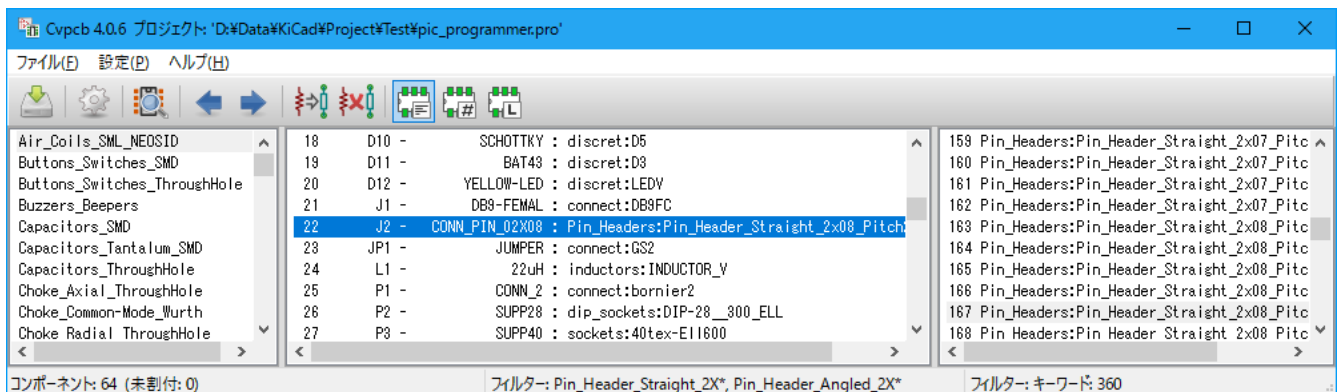 Cvpcb 4.0.6 プロジェクト: 'D:¥Data¥KiCad¥Project¥Test¥pic_programmer.pro'
ファイル(F) 設定(P) ヘルプ(H)
Air_Coils_SML_NEOSID
Buttons_Switches_SMD
Buttons_Switches_ThroughHole
Buzzers_Beepers
Capacitors_SMD
Capacitors_Tantalum_SMD
Capacitors_ThroughHole
Choke_Axial_ThroughHole
Choke_Common-Mode_Wurth
Choke_Radial_ThroughHole
18 D10 - SCHOTTKY : discret:D5
19 D11 - BAT43 : discret:D3
20 D12 - YELLOW-LED : discret:LEDV
21 J1 - DB9-FEMAL : connect:DB9FC
22 J2 - CONN_PIN_02X08 : Pin_Headers:Pin_Header_Straight_2x08_Pitch
23 JP1 - JUMPER : connect:GS2
24 L1 - 22uH : inductors:INDUCTOR_V
25 P1 - CONN_2 : connect:bornier2
26 P2 - SUPP28 : dip_sockets:DIP-28__300_ELL
27 P3 - SUPP40 : sockets:40tex-Ell600
159 Pin_Headers:Pin_Header_Straight_2x07_Pitc
160 Pin_Headers:Pin_Header_Straight_2x07_Pitc
161 Pin_Headers:Pin_Header_Straight_2x07_Pitc
162 Pin_Headers:Pin_Header_Straight_2x07_Pitc
163 Pin_Headers:Pin_Header_Straight_2x08_Pitc
164 Pin_Headers:Pin_Header_Straight_2x08_Pitc
165 Pin_Headers:Pin_Header_Straight_2x08_Pitc
166 Pin_Headers:Pin_Header_Straight_2x08_Pitc
167 Pin_Headers:Pin_Header_Straight_2x08_Pitc
168 Pin_Headers:Pin_Header_Straight_2x08_Pitc
コンポーネント: 64 (未割付: 0)
フィルター: Pin_Header_Straight_2X*, Pin_Header_Angled_2X*
フィルター: キーワード: 360